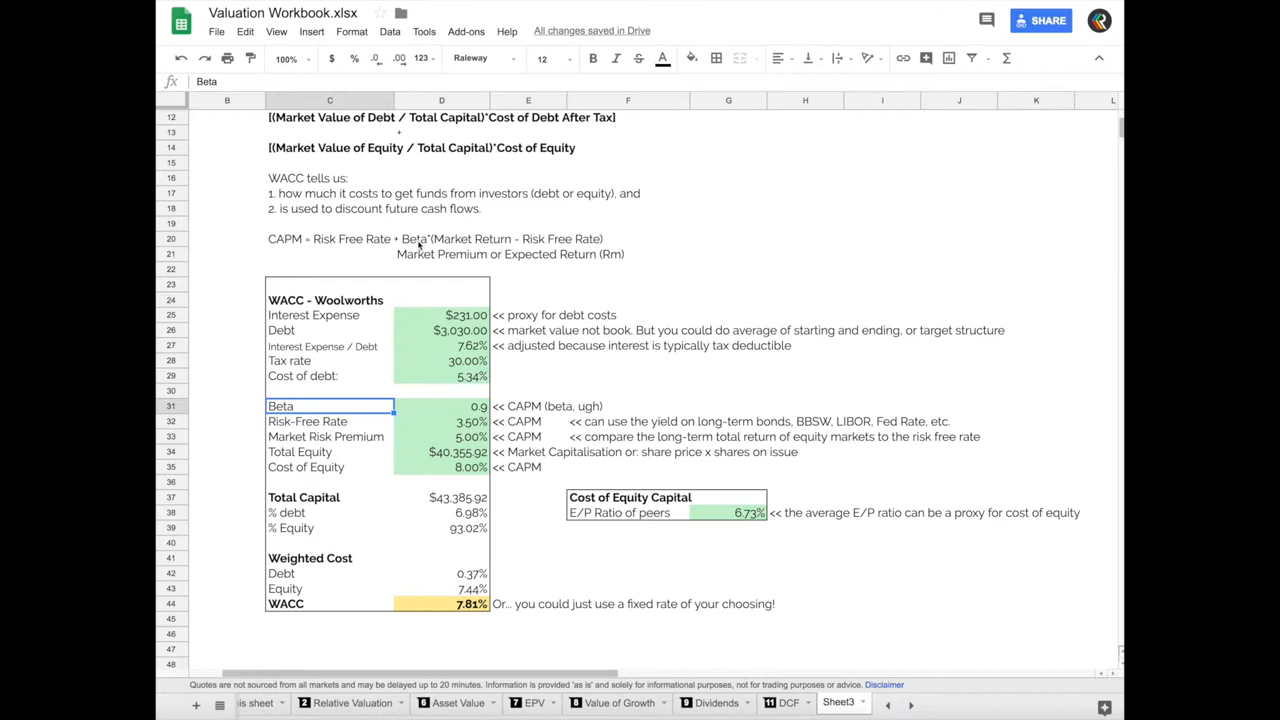 Valuation Workbook.xlsx
File Edit View Insert Format Data Tools Add-ons Help All changes saved in Drive
SHARE
100% $ % .0 .00 123 Raleway 12 B I S A
fx Beta
B C D E F G H I J K L
12 [(Market Value of Debt / Total Capital)*Cost of Debt After Tax]
13 +
14 [(Market Value of Equity / Total Capital)*Cost of Equity
15
16 WACC tells us:
17 1. how much it costs to get funds from investors (debt or equity), and
18 2. is used to discount future cash flows.
19
20 CAPM = Risk Free Rate + Beta*(Market Return - Risk Free Rate)
21 Market Premium or Expected Return (Rm)
22
23
24 WACC - Woolworths
25 Interest Expense $231.00 << proxy for debt costs
26 Debt $3,030.00 << market value not book. But you could do average of starting and ending, or target structure
27 Interest Expense / Debt 7.62% << adjusted because interest is typically tax deductible
28 Tax rate 30.00%
29 Cost of debt: 5.34%
30
31 Beta 0.9 << CAPM (beta, ugh)
32 Risk-Free Rate 3.50% << CAPM << can use the yield on long-term bonds, BBSW, LIBOR, Fed Rate, etc.
33 Market Risk Premium 5.00% << CAPM << compare the long-term total return of equity markets to the risk free rate
34 Total Equity $40,355.92 << Market Capitalisation or: share price x shares on issue
35 Cost of Equity 8.00% << CAPM
36
37 Total Capital $43,385.92 Cost of Equity Capital
38 % debt 6.98% E/P Ratio of peers 6.73% << the average E/P ratio can be a proxy for cost of equity
39 % Equity 93.02%
40
41 Weighted Cost
42 Debt 0.37%
43 Equity 7.44%
44 WACC 7.81% Or... you could just use a fixed rate of your choosing!
45
46
47
48
Quotes are not sourced from all markets and may be delayed up to 20 minutes. Information is provided 'as is' and solely for informational purposes, not for trading purposes or advice. Disclaimer
is sheet 2 Relative Valuation 6 Asset Value 7 EPV 8 Value of Growth 9 Dividends 11 DCF Sheet3